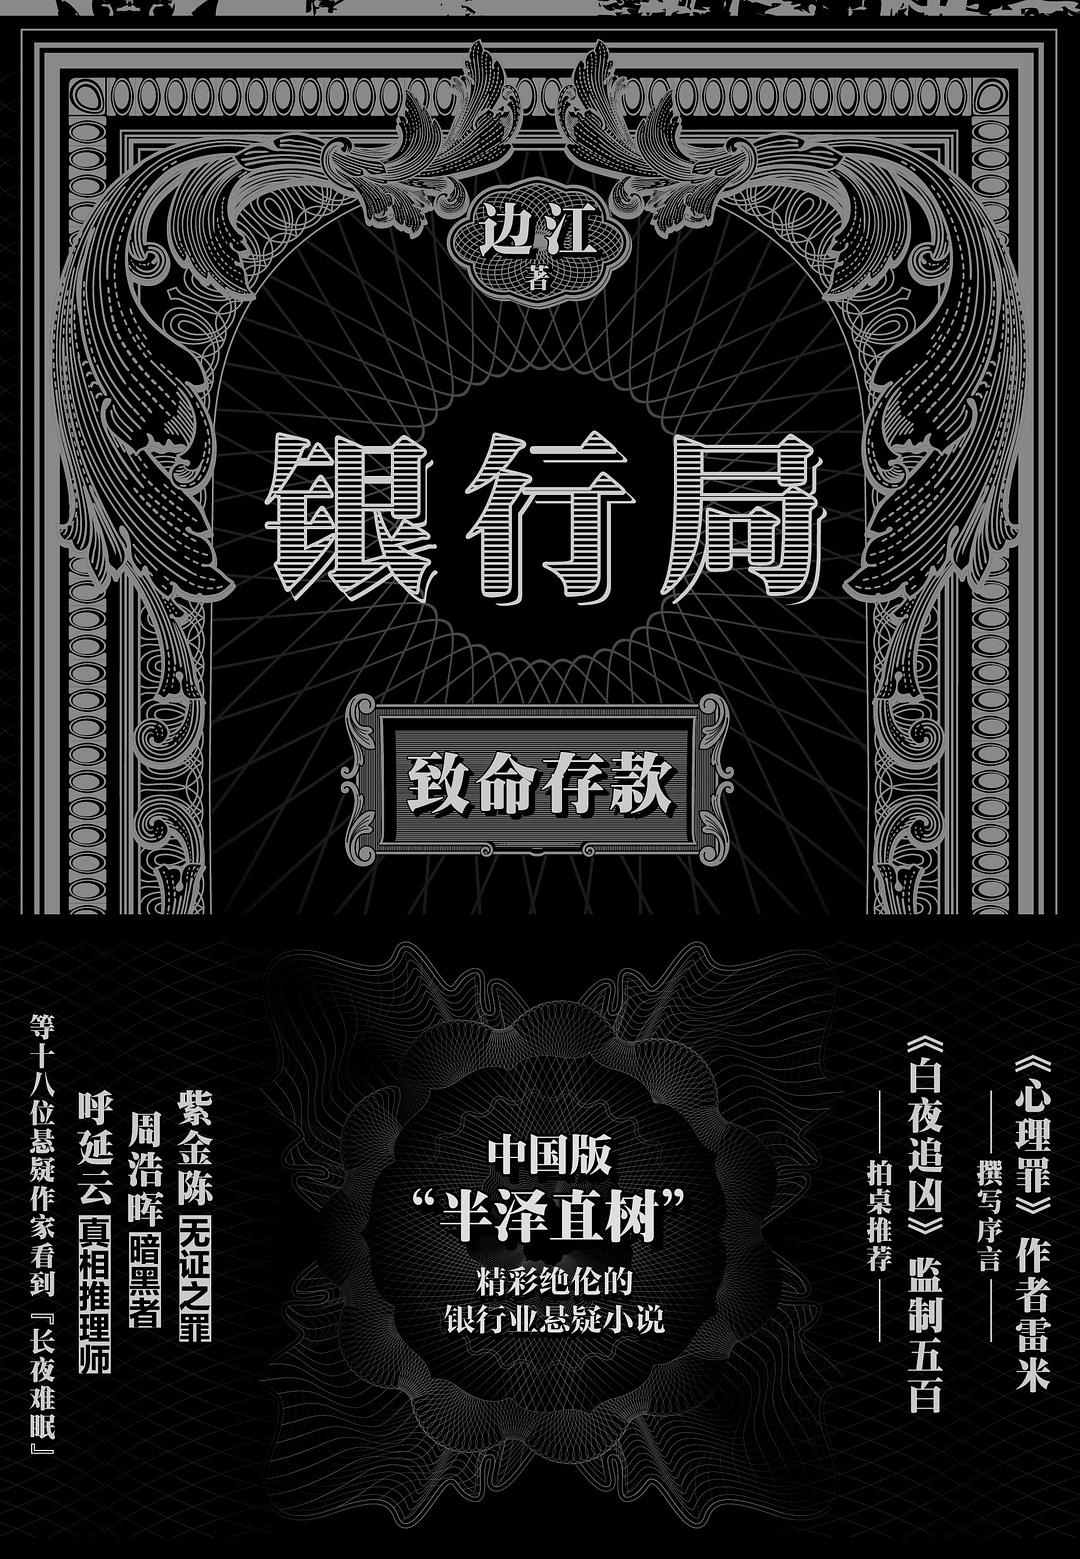 边江
著
银行局
致命存款
中国版
“半泽直树”
精彩绝伦的
银行业悬疑小说
《心理罪》作者雷米
——撰写序言——
《白夜追凶》监制五百
——拍桌推荐——
紫金陈 无证之罪
周浩晖 暗黑者
呼延云 真相推理师
等十八位悬疑作家看到『长夜难眠』